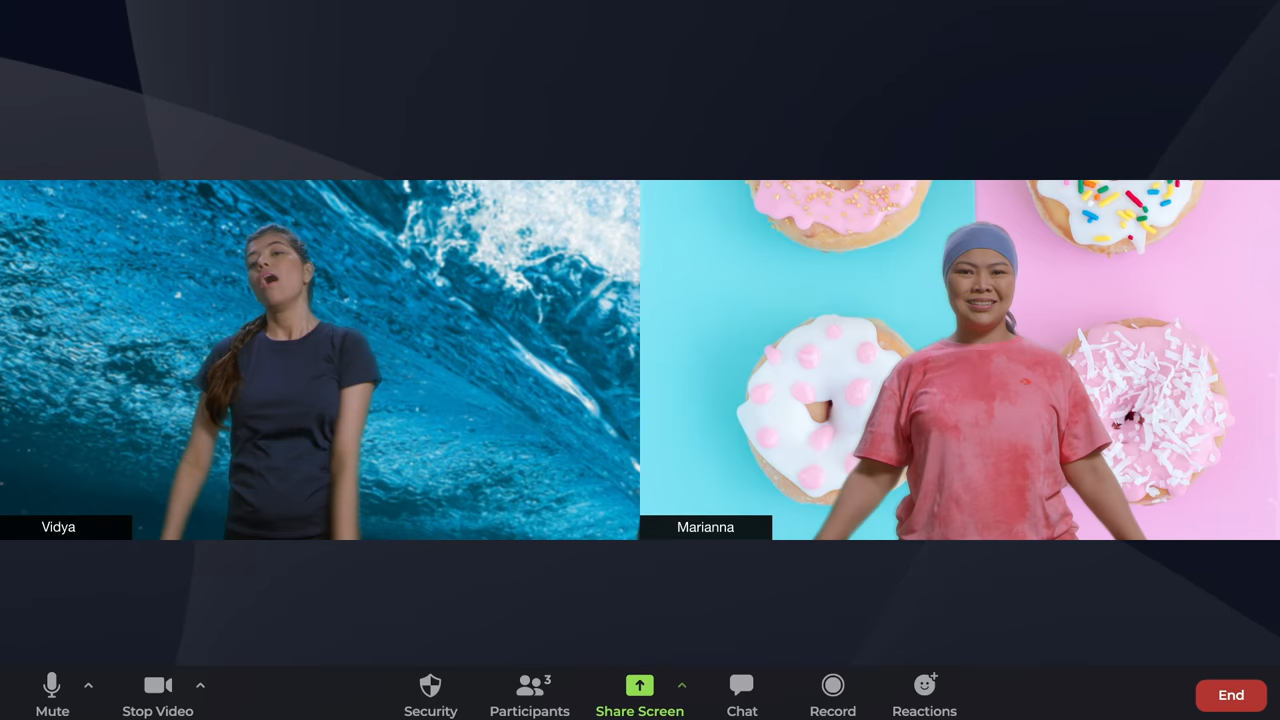 Vidya
Marianna
Mute
Stop Video
Security
Participants
3
Share Screen
Chat
Record
Reactions
End